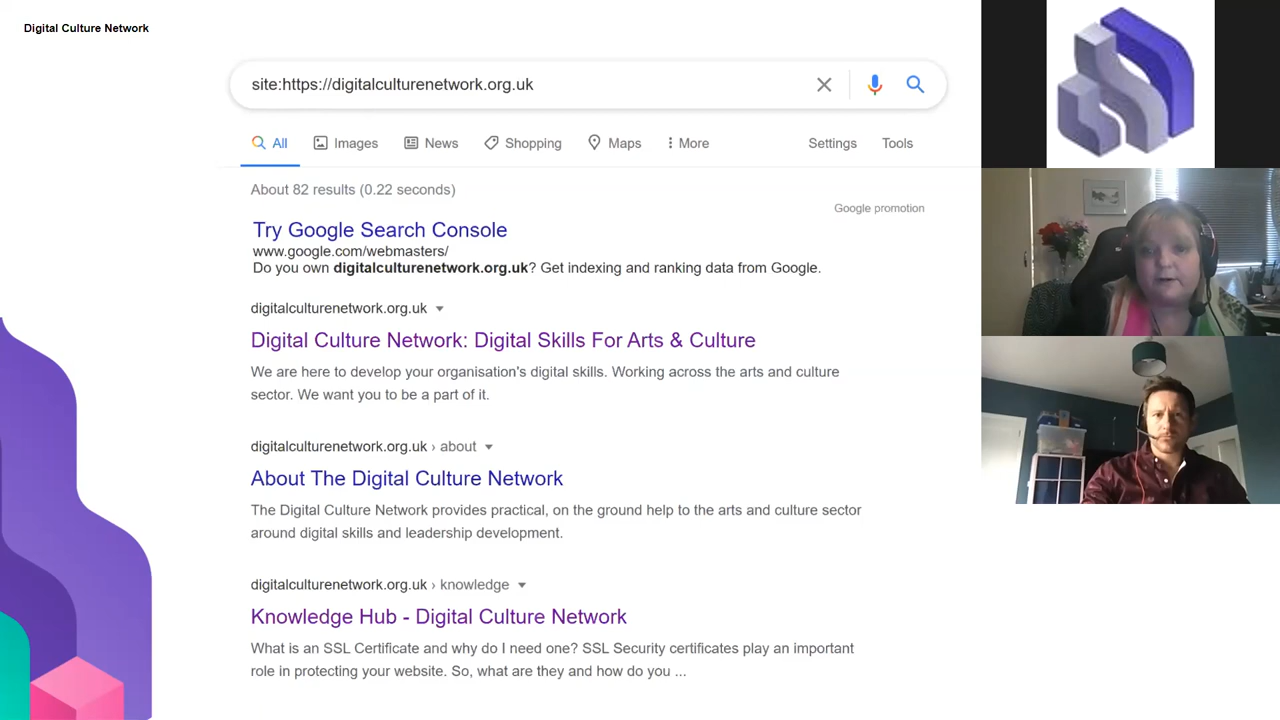 Digital Culture Network
site:https://digitalculturenetwork.org.uk
All Images News Shopping Maps More Settings Tools
About 82 results (0.22 seconds)
Google promotion
Try Google Search Console
www.google.com/webmasters/
Do you own digitalculturenetwork.org.uk? Get indexing and ranking data from Google.
digitalculturenetwork.org.uk
Digital Culture Network: Digital Skills For Arts & Culture
We are here to develop your organisation's digital skills. Working across the arts and culture
sector. We want you to be a part of it.
digitalculturenetwork.org.uk › about
About The Digital Culture Network
The Digital Culture Network provides practical, on the ground help to the arts and culture sector
around digital skills and leadership development.
digitalculturenetwork.org.uk › knowledge
Knowledge Hub - Digital Culture Network
What is an SSL Certificate and why do I need one? SSL Security certificates play an important
role in protecting your website. So, what are they and how do you ...